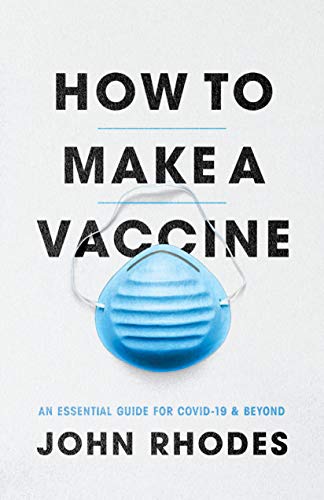 HOW TO
MAKE A
VACCINE
AN ESSENTIAL GUIDE FOR COVID-19 & BEYOND
JOHN RHODES